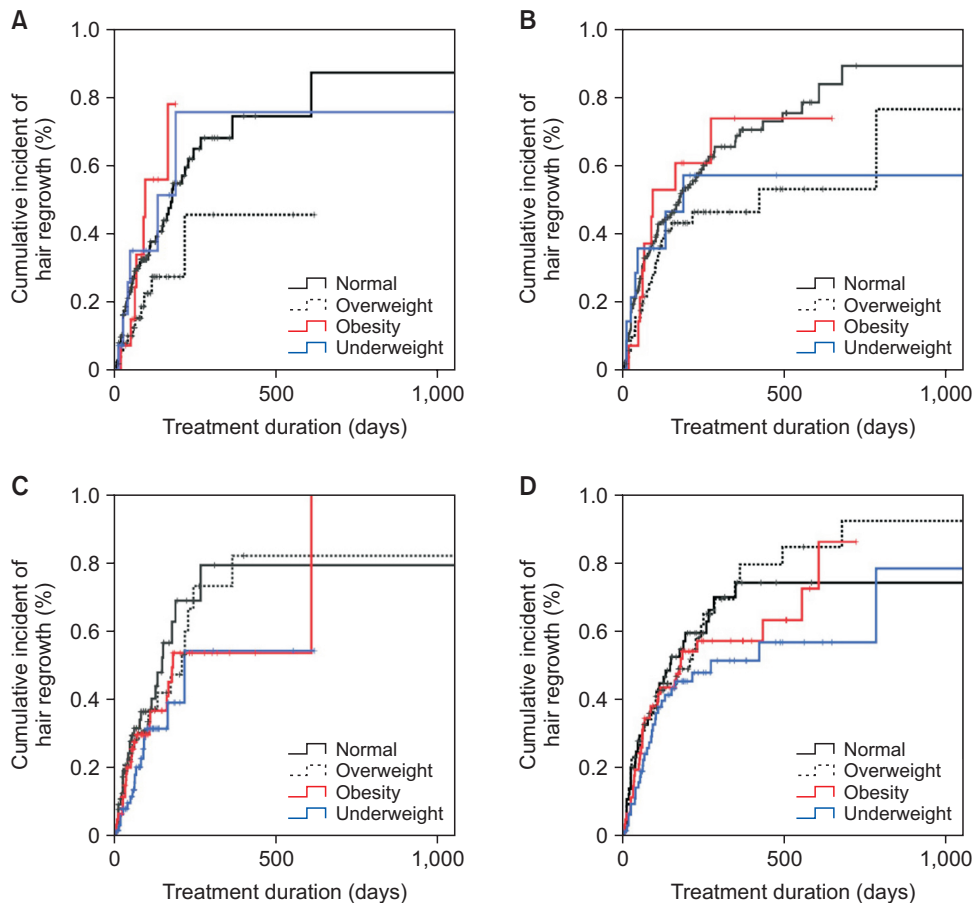 A
Cumulative incident of
hair regrowth (%)
1.0
0.8
0.6
0.4
0.2
0
Normal
Overweight
Obesity
Underweight
0
500
1,000
Treatment duration (days)
B
Cumulative incident of
hair regrowth (%)
1.0
0.8
0.6
0.4
0.2
0
Normal
Overweight
Obesity
Underweight
0
500
1,000
Treatment duration (days)
C
Cumulative incident of
hair regrowth (%)
1.0
0.8
0.6
0.4
0.2
0
Normal
Overweight
Obesity
Underweight
0
500
1,000
Treatment duration (days)
D
Cumulative incident of
hair regrowth (%)
1.0
0.8
0.6
0.4
0.2
0
Normal
Overweight
Obesity
Underweight
0
500
1,000
Treatment duration (days)